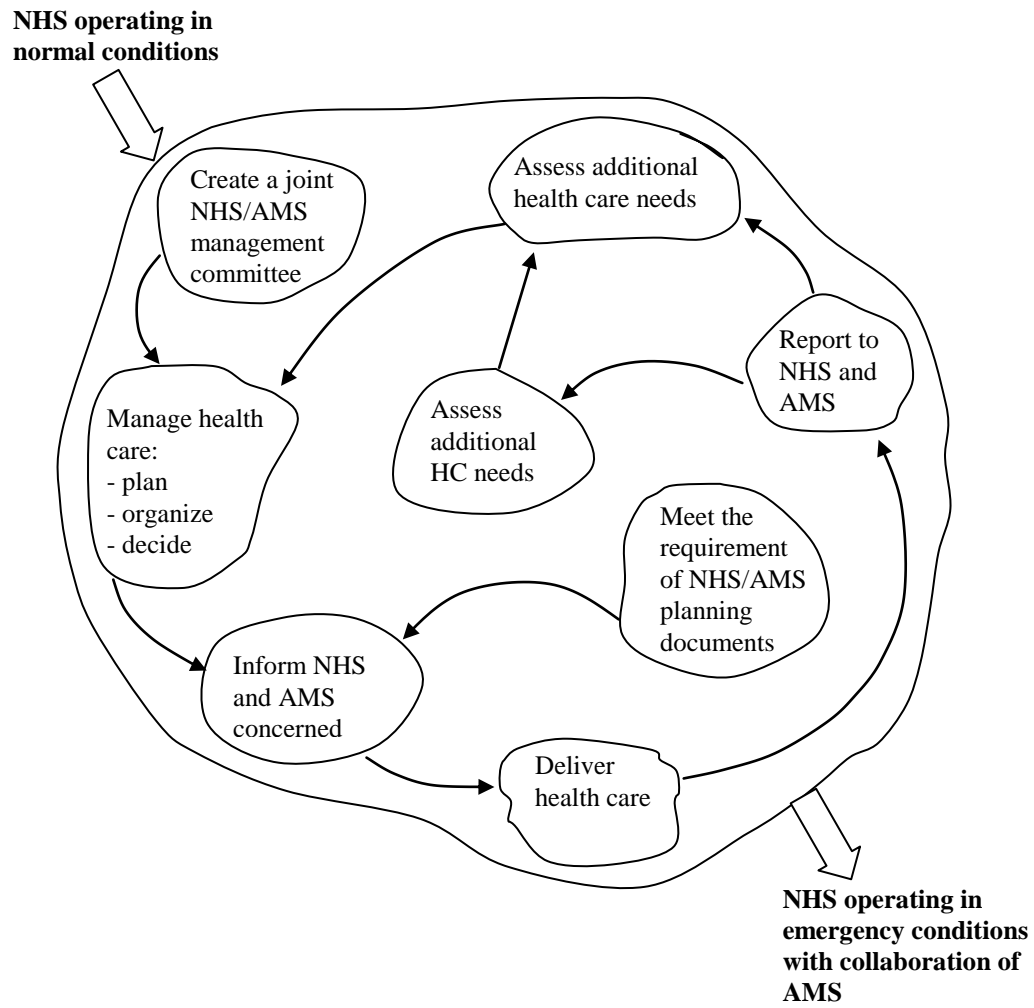 NHS operating in
normal conditions
Create a joint
NHS/AMS
management
committee
Assess additional
health care needs
Report to
NHS and
AMS
Manage health
care:
- plan
- organize
- decide
Assess
additional
HC needs
Meet the
requirement
of NHS/AMS
planning
documents
Inform NHS
and AMS
concerned
Deliver
health care
NHS operating in
emergency conditions
with collaboration of
AMS